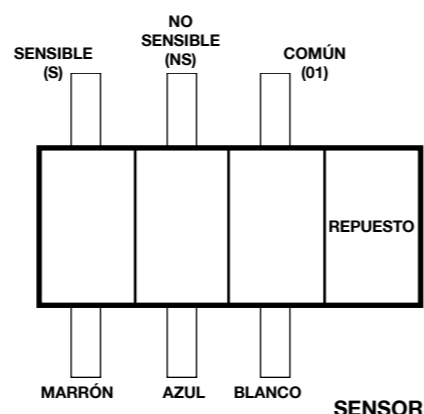 NO
SENSIBLE
(NS)
SENSIBLE
(S)
COMÚN
(01)
REPUESTO
MARRÓN
AZUL
BLANCO
SENSOR